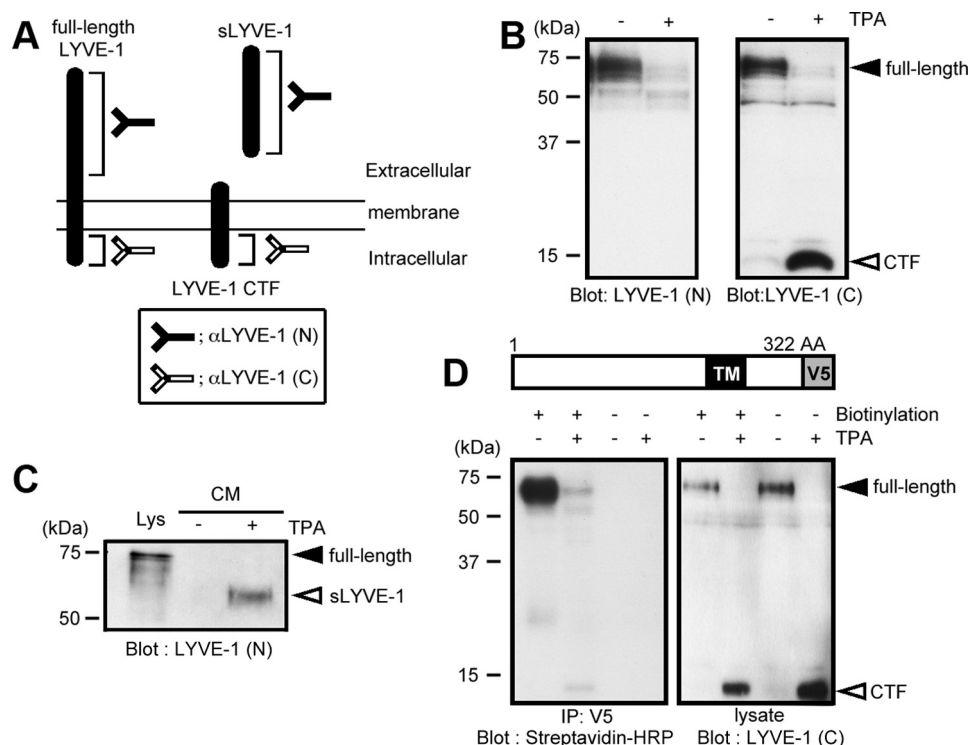 A
full-length
LYVE-1
sLYVE-1
Extracellular
membrane
Intracellular
LYVE-1 CTF
; αLYVE-1 (N)
; αLYVE-1 (C)
B
(kDa) - + - + TPA
75
50
37
15
full-length
CTF
Blot: LYVE-1 (N) Blot:LYVE-1 (C)
C
CM
(kDa) Lys - + TPA
75
50
full-length
sLYVE-1
Blot : LYVE-1 (N)
D
1 322 AA
TM V5
+ + - - + + - - Biotinylation
(kDa) - + - + - + - + TPA
75
50
37
15
full-length
CTF
IP: V5 lysate
Blot : Streptavidin-HRP Blot : LYVE-1 (C)